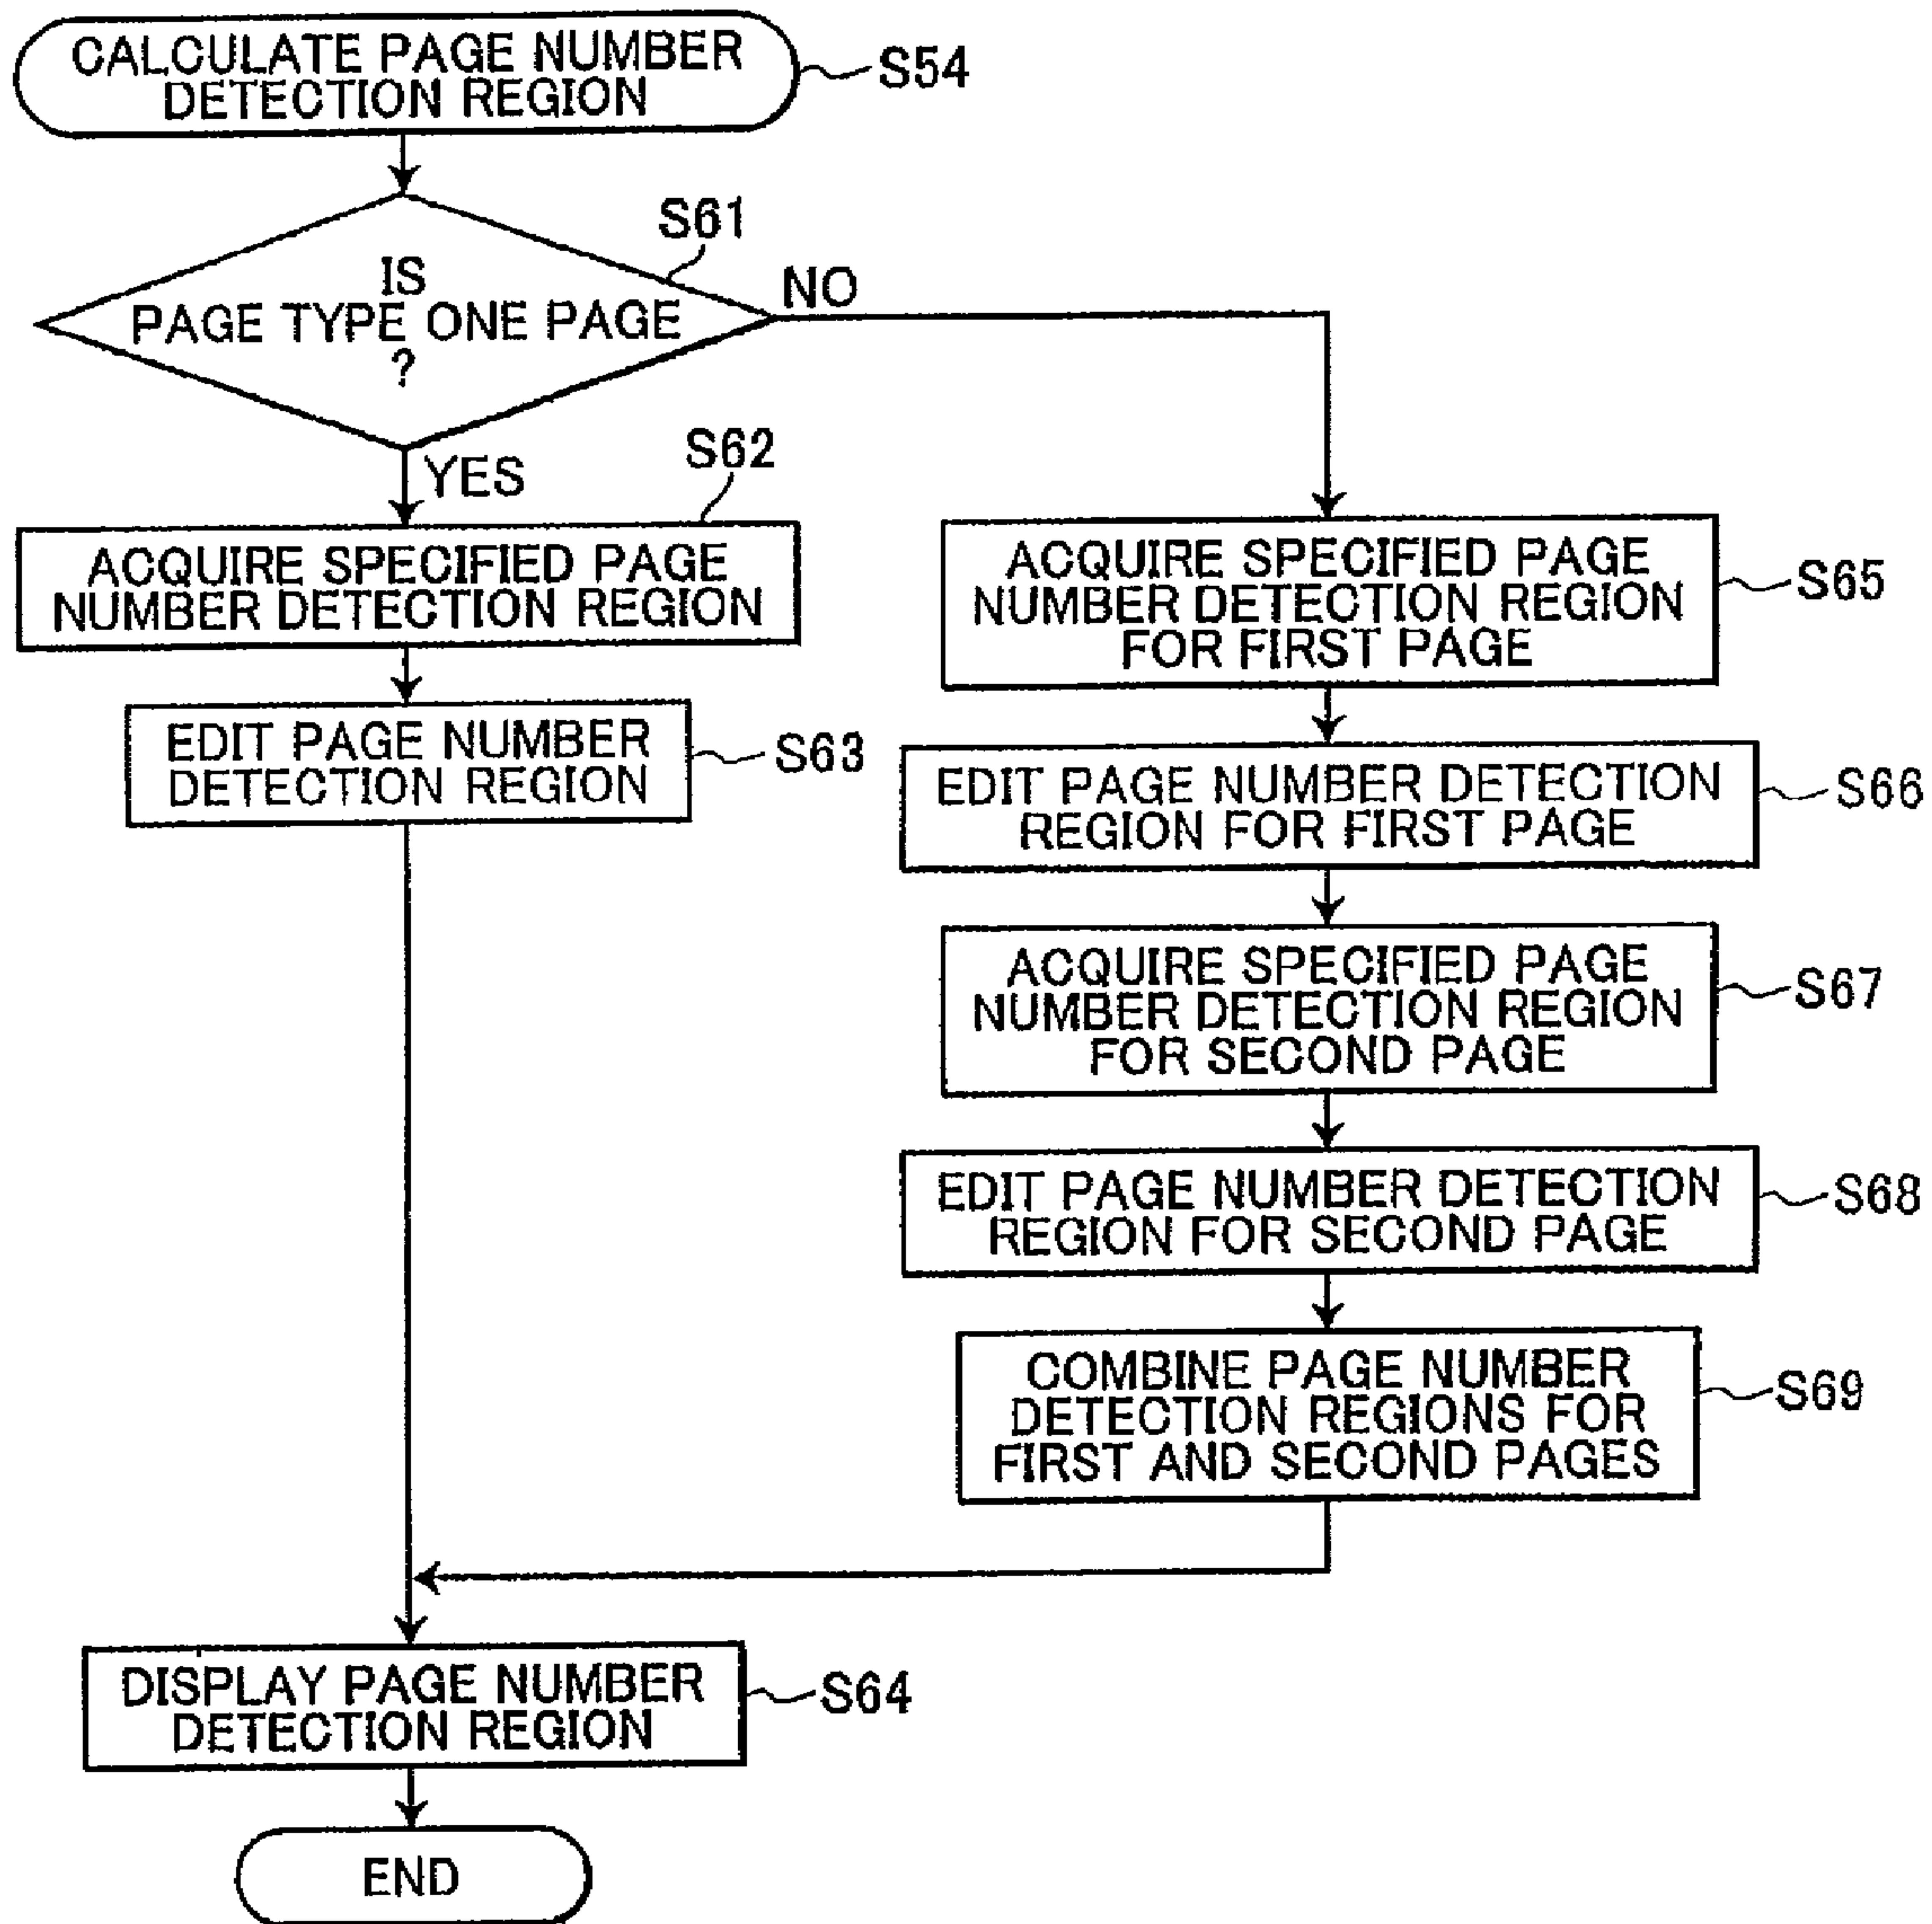 CALCULATE PAGE NUMBER
DETECTION REGION
S54
S61
IS
PAGE TYPE ONE PAGE
?
NO
YES
S62
ACQUIRE SPECIFIED PAGE
NUMBER DETECTION REGION
EDIT PAGE NUMBER
DETECTION REGION
S63
ACQUIRE SPECIFIED PAGE
NUMBER DETECTION REGION
FOR FIRST PAGE
S65
EDIT PAGE NUMBER DETECTION
REGION FOR FIRST PAGE
S66
ACQUIRE SPECIFIED PAGE
NUMBER DETECTION REGION
FOR SECOND PAGE
S67
EDIT PAGE NUMBER DETECTION
REGION FOR SECOND PAGE
S68
COMBINE PAGE NUMBER
DETECTION REGIONS FOR
FIRST AND SECOND PAGES
S69
DISPLAY PAGE NUMBER
DETECTION REGION
S64
END